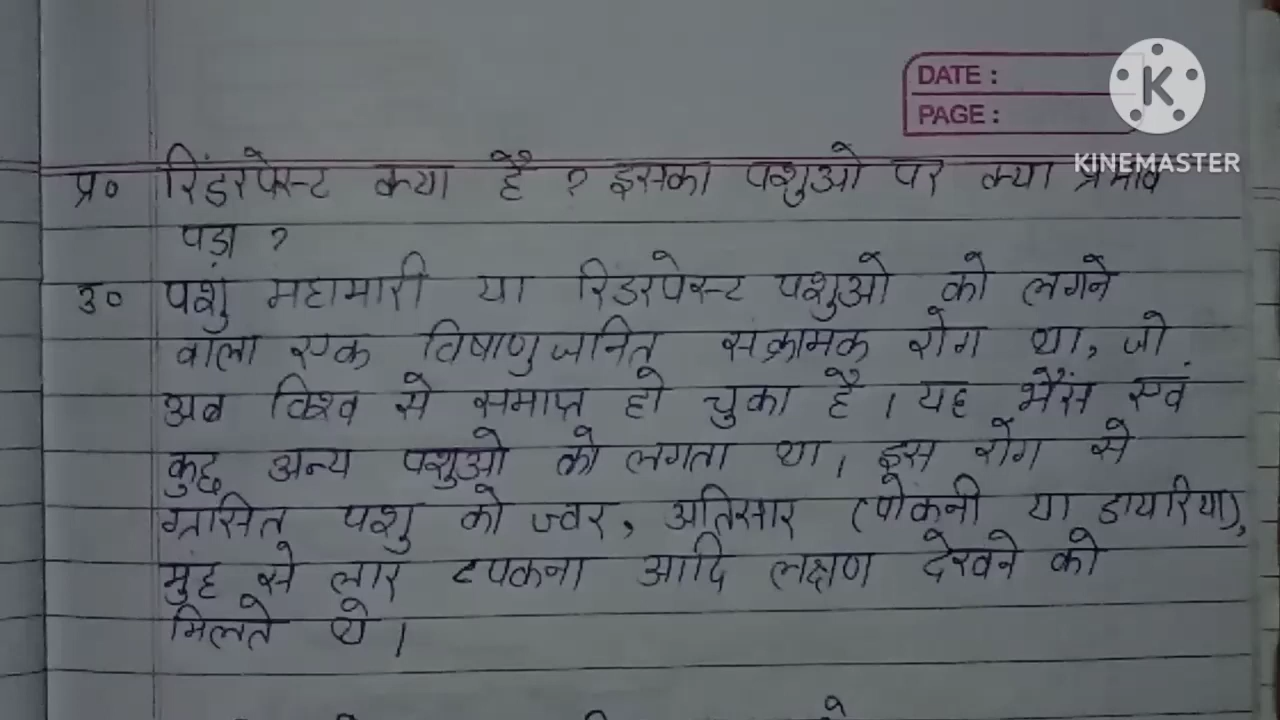 DATE :
PAGE :
KINEMASTER
प्र० रिंडरपेस्ट क्या है ? इसका पशुओ पर क्या प्रभाव
पड़ा ?
उ० पशु महामारी या रिंडरपेस्ट पशुओ को लगने
वाला एक विषाणुजनित संक्रामक रोग था, जो
अब विश्व से समाप्त हो चुका है । यह भैंस एवं
कुछ अन्य पशुओ को लगता था । इस रोग से
ग्रासित पशु को ज्वर, अतिसार (पोकनी या डायरिया),
मुंह से लार टपकना आदि लक्षण देखने को
मिलते थे ।